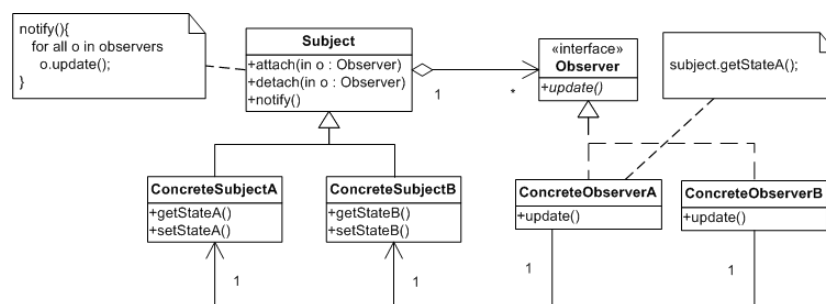 notify(){
for all o in observers
o.update();
}
Subject
+attach(in o : Observer)
+detach(in o : Observer)
+notify()
1
*
«interface»
Observer
+update()
subject.getStateA();
ConcreteSubjectA
+getStateA()
+setStateA()
ConcreteSubjectB
+getStateB()
+setStateB()
ConcreteObserverA
+update()
ConcreteObserverB
+update()
1
1
1
1